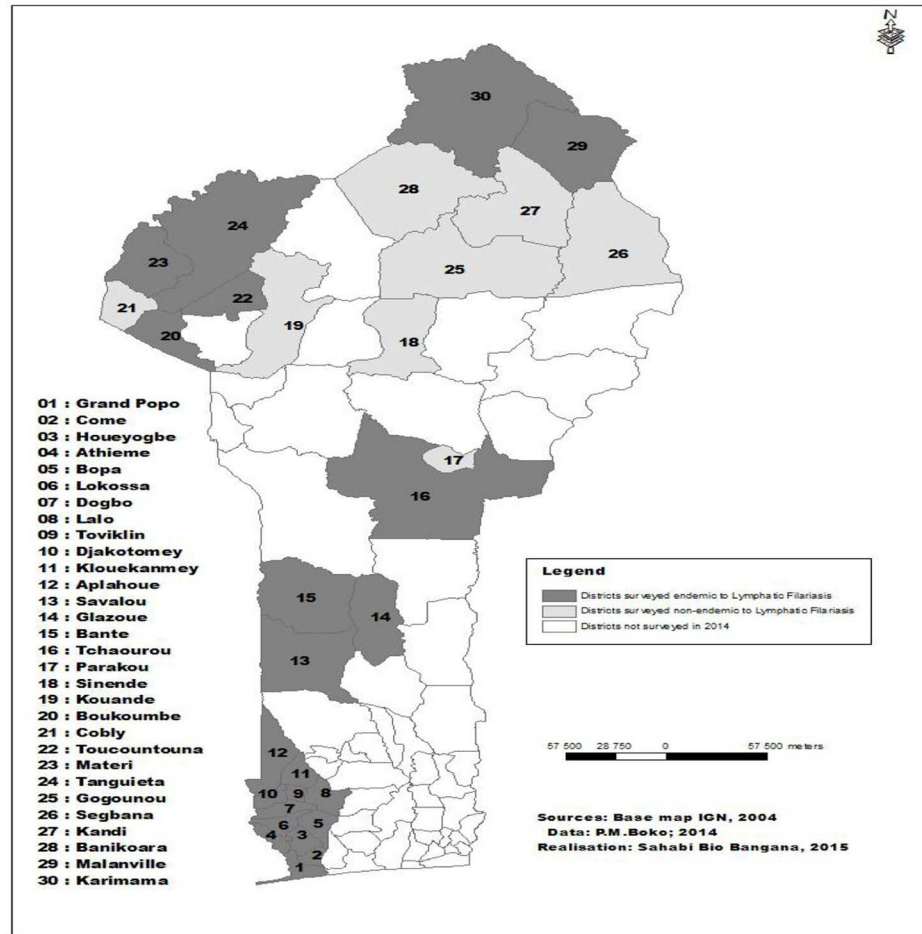 N
30
29
28
27
24
26
23
25
22
21
19
20
18
17
16
15
14
13
12
11
10
9
8
7
6
5
4
3
2
1
01 : Grand Popo
02 : Come
03 : Houeyogbe
04 : Athieme
05 : Bopa
06 : Lokossa
07 : Dogbo
08 : Lalo
09 : Toviklin
10 : Djakotomey
11 : Klouekanmey
12 : Aplahoue
13 : Savalou
14 : Glazoue
15 : Bante
16 : Tchaourou
17 : Parakou
18 : Sinende
19 : Kouande
20 : Boukoumbe
21 : Cobly
22 : Toucountouna
23 : Materi
24 : Tanguieta
25 : Gogounou
26 : Segbana
27 : Kandi
28 : Banikoara
29 : Malanville
30 : Karimama
Legend
Districts surveyed endemic to Lymphatic Filariasis
Districts surveyed non-endemic to Lymphatic Filariasis
Districts not surveyed in 2014
57 500 28 750 0 57 500 meters
Sources: Base map IGN, 2004
Data: P.M.Boko; 2014
Realisation: Sahabi Bio Bangana, 2015